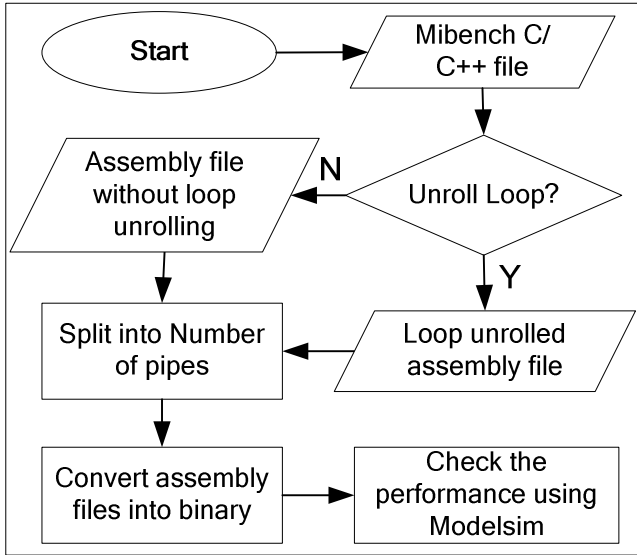 Start
Mibench C/
C++ file
Unroll Loop?
N
Assembly file
without loop
unrolling
Y
Loop unrolled
assembly file
Split into Number
of pipes
Convert assembly
files into binary
Check the
performance using
Modelsim